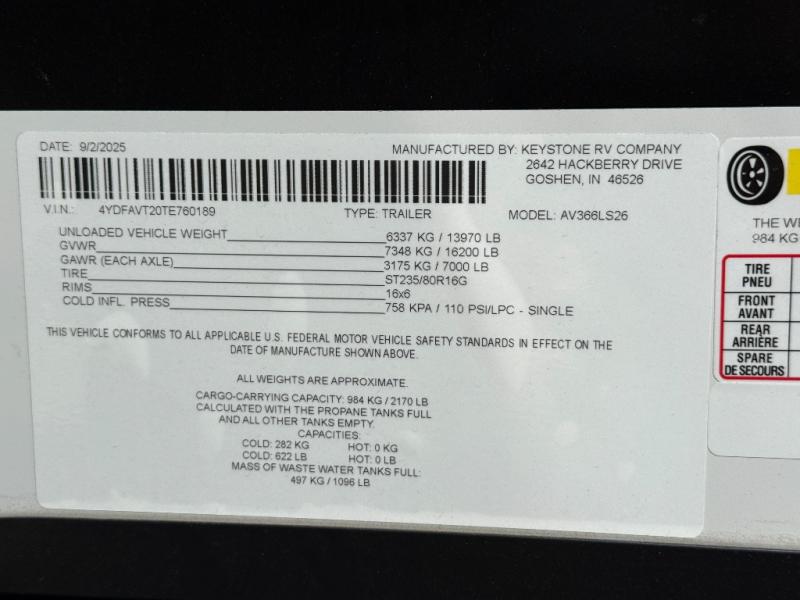 DATE: 9/2/2025
MANUFACTURED BY: KEYSTONE RV COMPANY
2642 HACKBERRY DRIVE
GOSHEN, IN 46526
V.I.N.: 4YDFAVT20TE760189 TYPE: TRAILER MODEL: AV366LS26
UNLOADED VEHICLE WEIGHT 6337 KG / 13970 LB
GVWR 7348 KG / 16200 LB
GAWR (EACH AXLE) 3175 KG / 7000 LB
TIRE ST235/80R16G
RIMS 16x6
COLD INFL. PRESS 758 KPA / 110 PSI/LPC - SINGLE
THIS VEHICLE CONFORMS TO ALL APPLICABLE U.S. FEDERAL MOTOR VEHICLE SAFETY STANDARDS IN EFFECT ON THE
DATE OF MANUFACTURE SHOWN ABOVE.
ALL WEIGHTS ARE APPROXIMATE.
CARGO-CARRYING CAPACITY: 984 KG / 2170 LB
CALCULATED WITH THE PROPANE TANKS FULL
AND ALL OTHER TANKS EMPTY.
CAPACITIES:
COLD: 282 KG HOT: 0 KG
COLD: 622 LB HOT: 0 LB
MASS OF WASTE WATER TANKS FULL:
497 KG / 1096 LB
THE WE
984 KG
TIRE
PNEU
FRONT
AVANT
REAR
ARRIÈRE
SPARE
DE SECOURS